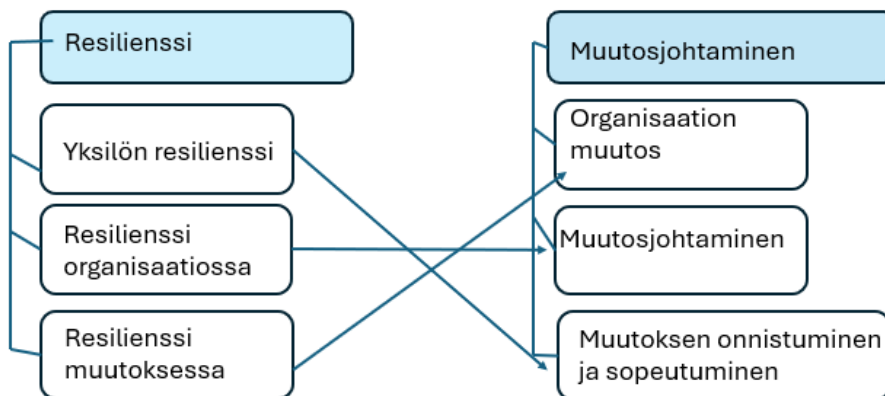 Resilienssi
Yksilön resilienssi
Resilienssi
organisaatiossa
Resilienssi
muutoksessa
Muutosjohtaminen
Organisaation
muutos
Muutosjohtaminen
Muutoksen onnistuminen
ja sopeutuminen